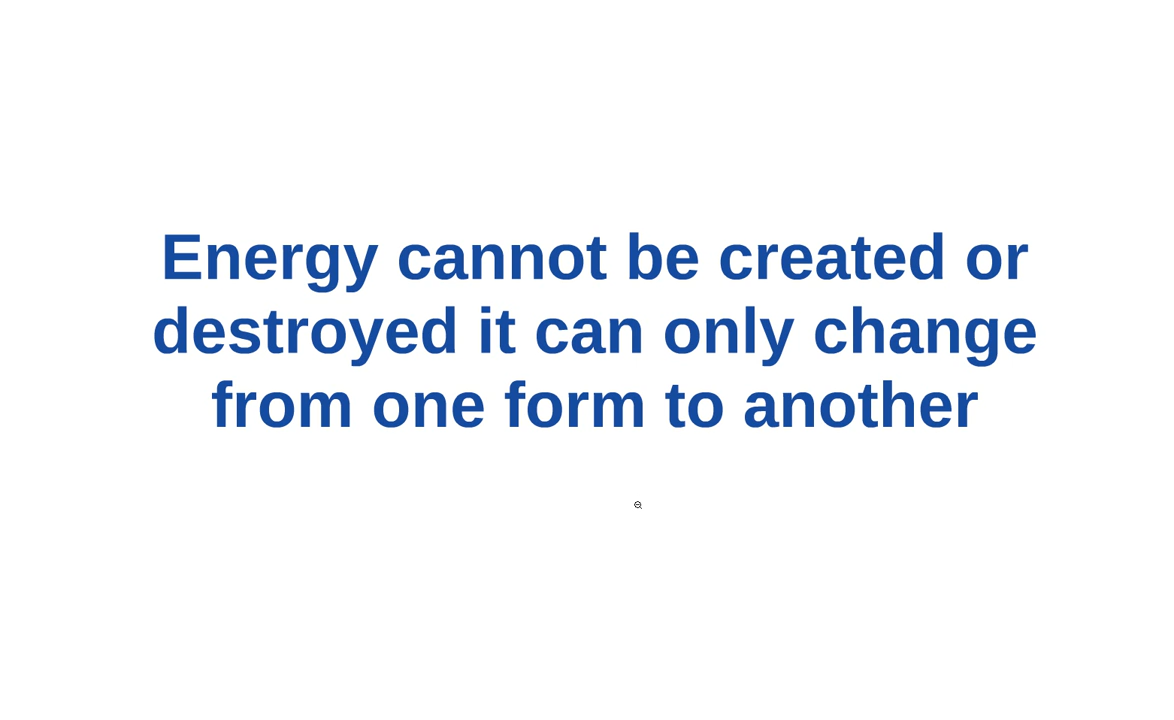 Energy cannot be created or
destroyed it can only change
from one form to another